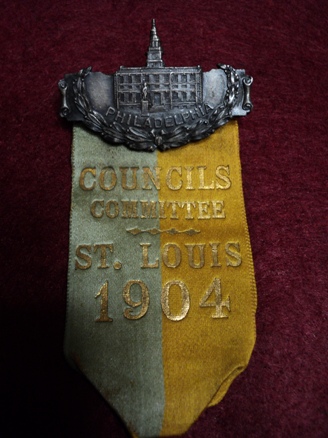 PHILADELPHIA
COUNCILS
COMMITTEE
ST. LOUIS
1904